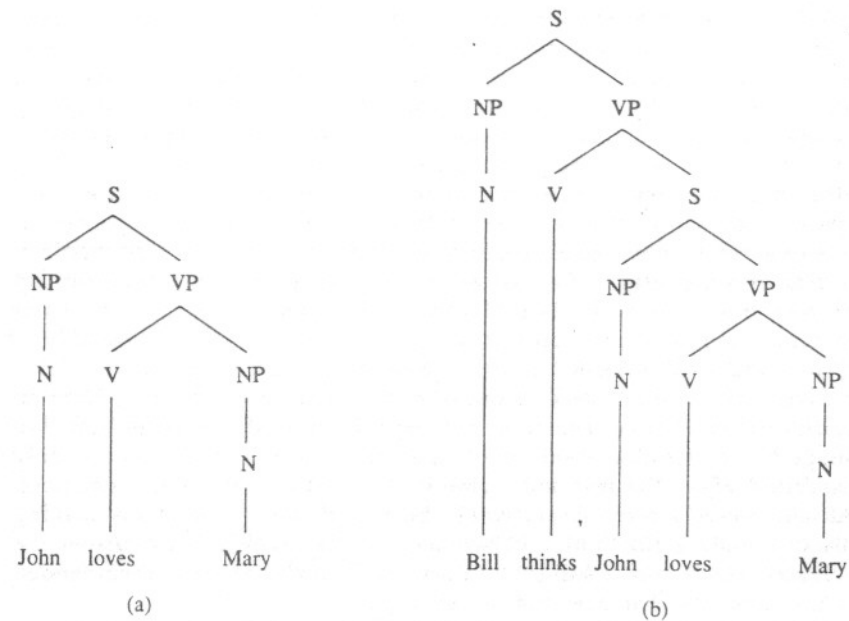 S
NP VP
S N V S
NP VP NP VP
N V NP N V NP
N N
John loves Mary Bill thinks John loves Mary
(a) (b)